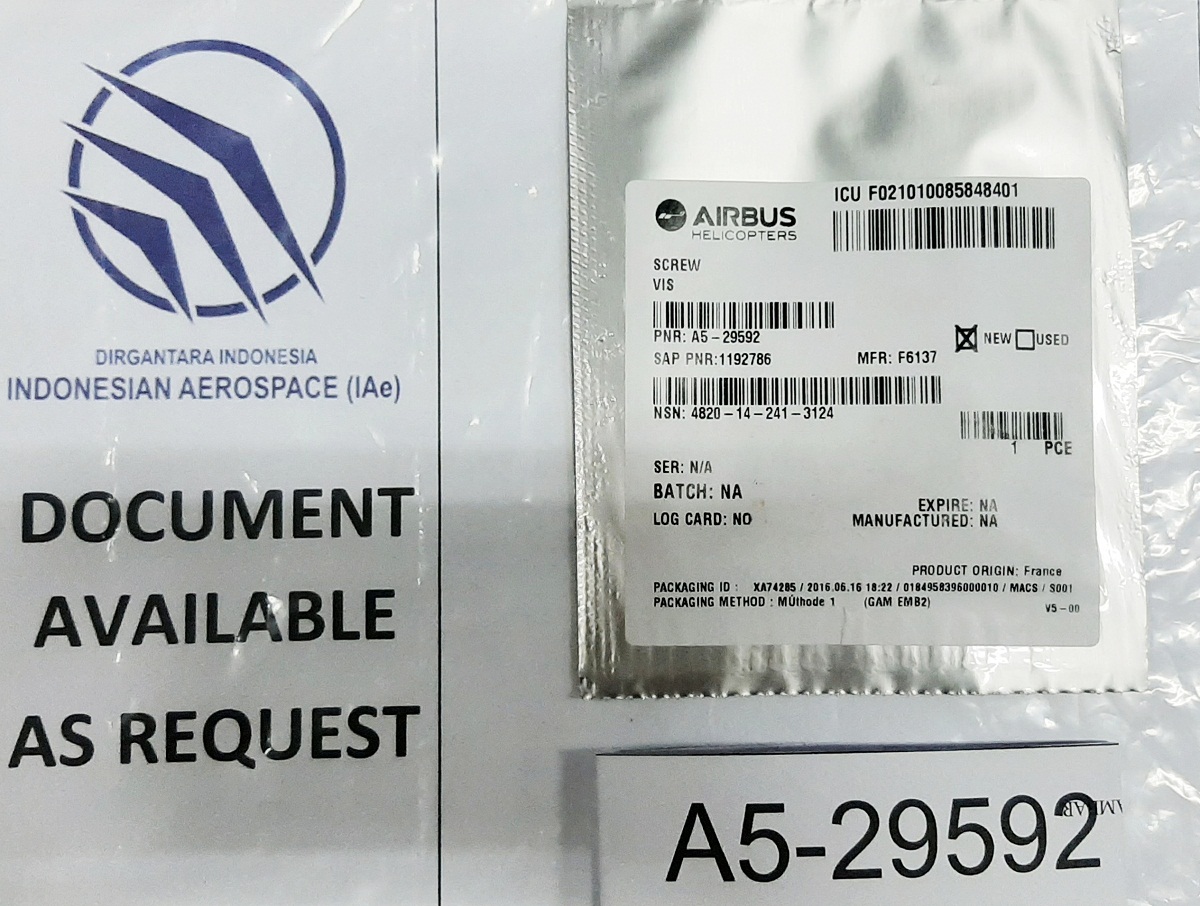 DIRGANTARA INDONESIA
INDONESIAN AEROSPACE (IAe)
DOCUMENT
AVAILABLE
AS REQUEST
AIRBUS
HELICOPTERS
ICU F021010085848401
SCREW
VIS
PNR: A5-29592
NEW USED
SAP PNR:1192786 MFR: F6137
NSN: 4820-14-241-3124
1 PCE
SER: N/A
BATCH: NA
EXPIRE: NA
LOG CARD: NO MANUFACTURED: NA
PRODUCT ORIGIN: France
PACKAGING ID : XA74285 / 2016.06.16 18:22 / 0184958396000010 / MACS / S001
PACKAGING METHOD : MÚlhode 1 (GAM EMB2)
V5-00
A5-29592